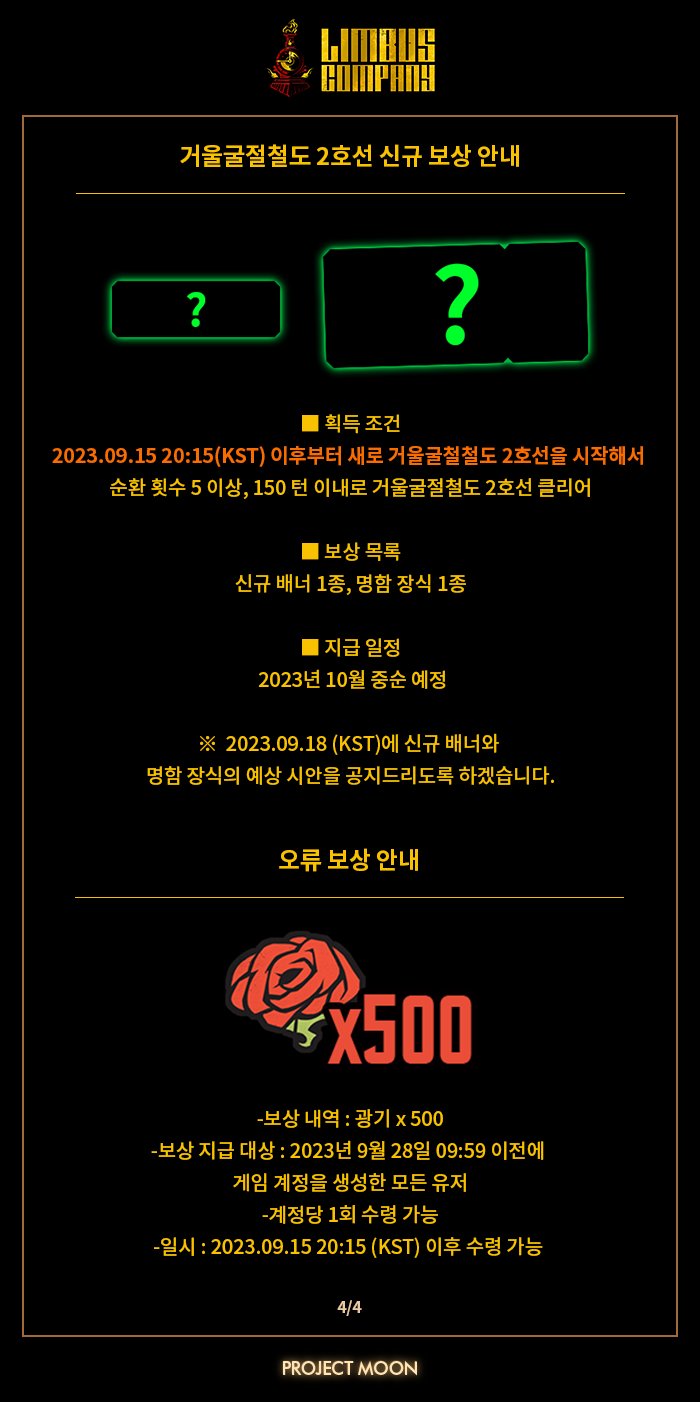 LIMBUS
COMPANY
거울굴절철도 2호선 신규 보상 안내
?
?
■ 획득 조건
2023.09.15 20:15(KST) 이후부터 새로 거울굴철철도 2호선을 시작해서
순환 횟수 5 이상, 150 턴 이내로 거울굴절철도 2호선 클리어
■ 보상 목록
신규 배너 1종, 명함 장식 1종
■ 지급 일정
2023년 10월 중순 예정
※ 2023.09.18 (KST)에 신규 배너와
명함 장식의 예상 시안을 공지드리도록 하겠습니다.
오류 보상 안내
x500
-보상 내역 : 광기 x 500
-보상 지급 대상 : 2023년 9월 28일 09:59 이전에
게임 계정을 생성한 모든 유저
-계정당 1회 수령 가능
-일시 : 2023.09.15 20:15 (KST) 이후 수령 가능
4/4
PROJECT MOON